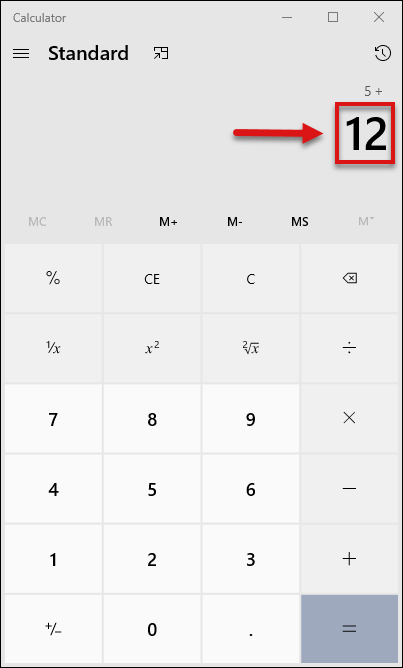 Calculator
Standard
5 +
12
MC MR M+ M- MS M˅
% CE C
¹/x x² ²√x ÷
7 8 9 ×
4 5 6 −
1 2 3 +
+/− 0 . =